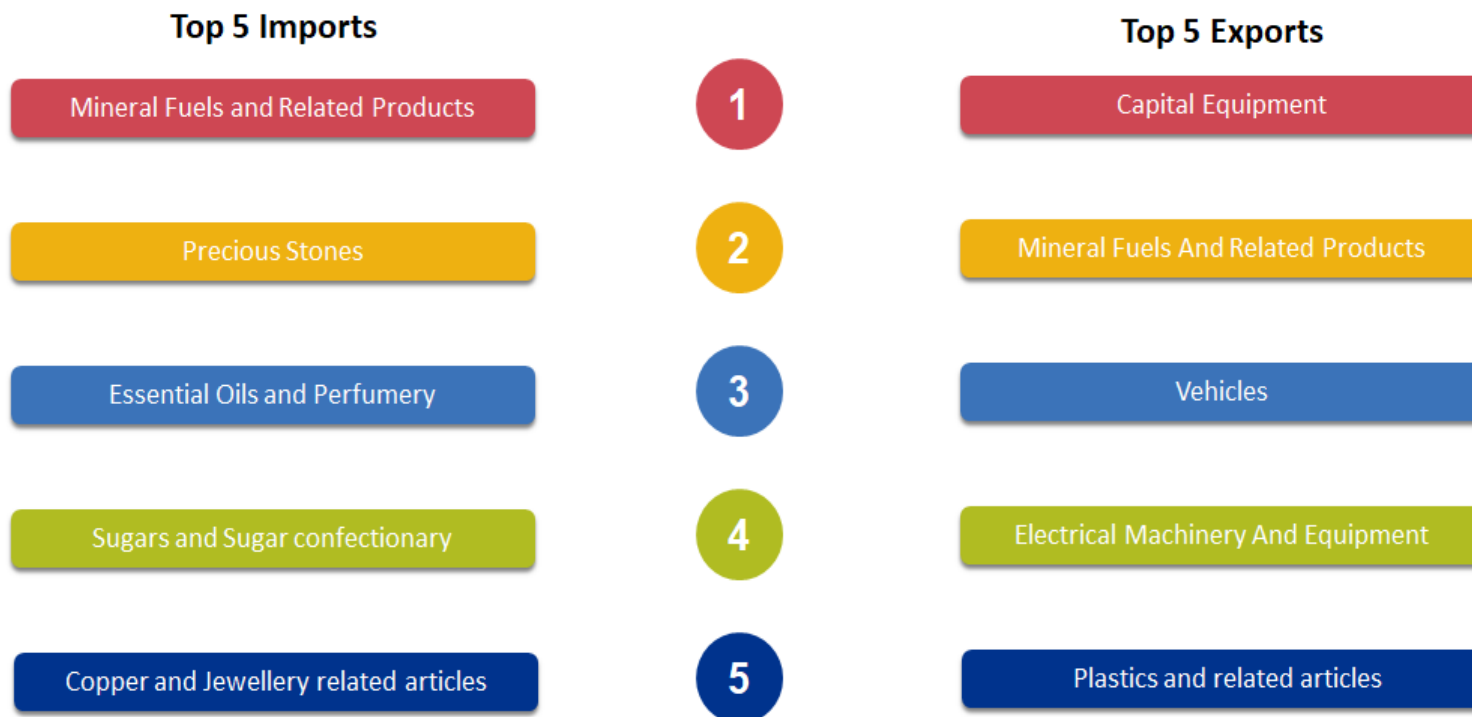 Top 5 Imports
Top 5 Exports
Mineral Fuels and Related Products
1
Capital Equipment
Precious Stones
2
Mineral Fuels And Related Products
Essential Oils and Perfumery
3
Vehicles
Sugars and Sugar confectionary
4
Electrical Machinery And Equipment
Copper and Jewellery related articles
5
Plastics and related articles